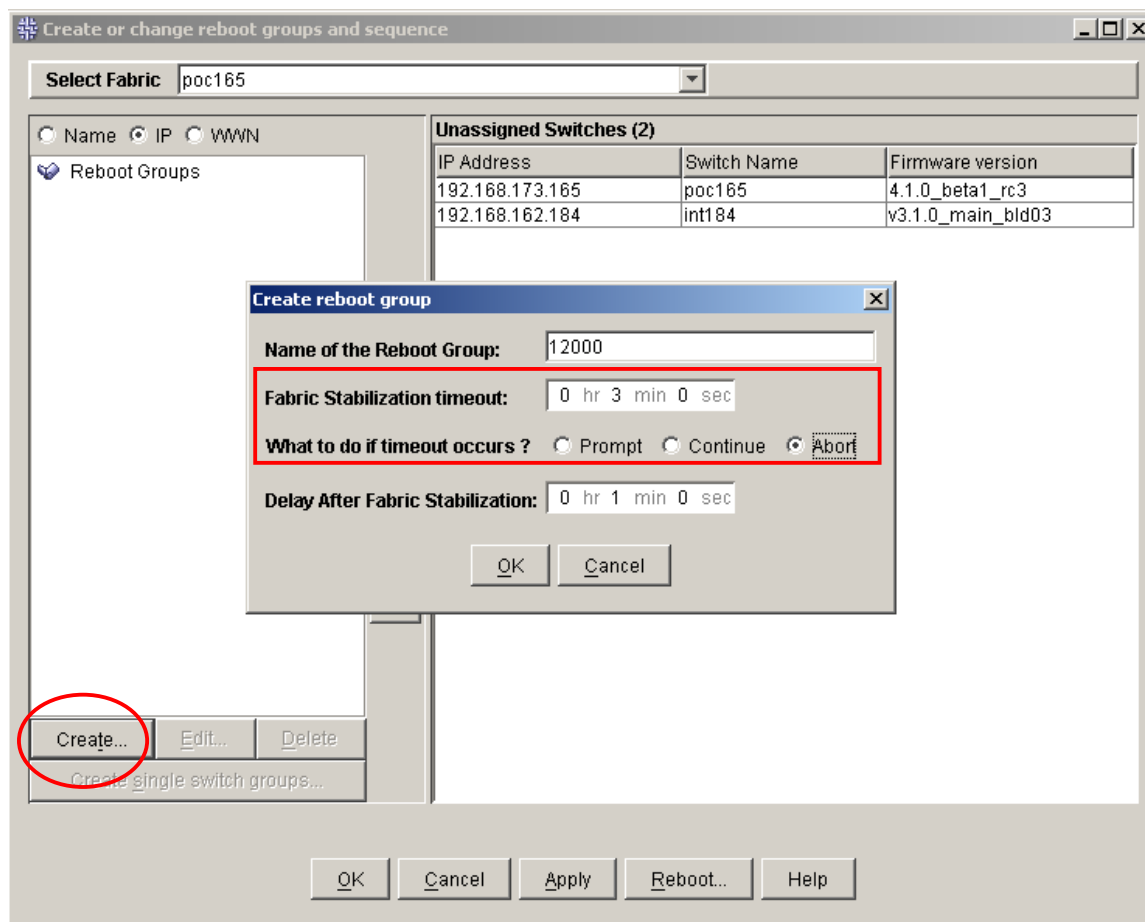 Create or change reboot groups and sequence
Select Fabric poc165
Name IP WWN
Reboot Groups
Unassigned Switches (2)
IP Address Switch Name Firmware version
192.168.173.165 poc165 4.1.0_beta1_rc3
192.168.162.184 int184 v3.1.0_main_bld03
Create reboot group
Name of the Reboot Group: 12000
Fabric Stabilization timeout: 0 hr 3 min 0 sec
What to do if timeout occurs ? Prompt Continue Abort
Delay After Fabric Stabilization: 0 hr 1 min 0 sec
OK Cancel
Create... Edit... Delete
Create single switch groups...
OK Cancel Apply Reboot... Help